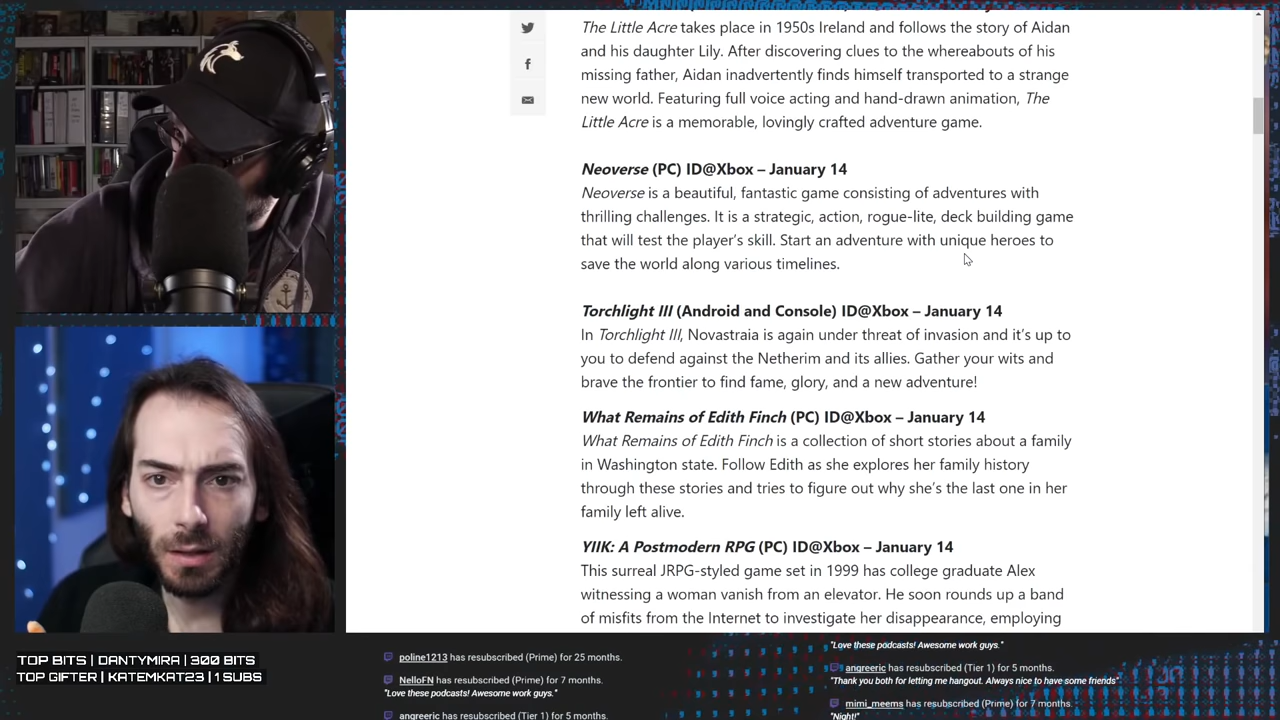 The Little Acre takes place in 1950s Ireland and follows the story of Aidan
and his daughter Lily. After discovering clues to the whereabouts of his
missing father, Aidan inadvertently finds himself transported to a strange
new world. Featuring full voice acting and hand-drawn animation, The
Little Acre is a memorable, lovingly crafted adventure game.
Neoverse (PC) ID@Xbox – January 14
Neoverse is a beautiful, fantastic game consisting of adventures with
thrilling challenges. It is a strategic, action, rogue-lite, deck building game
that will test the player's skill. Start an adventure with unique heroes to
save the world along various timelines.
Torchlight III (Android and Console) ID@Xbox – January 14
In Torchlight III, Novastraia is again under threat of invasion and it's up to
you to defend against the Netherim and its allies. Gather your wits and
brave the frontier to find fame, glory, and a new adventure!
What Remains of Edith Finch (PC) ID@Xbox – January 14
What Remains of Edith Finch is a collection of short stories about a family
in Washington state. Follow Edith as she explores her family history
through these stories and tries to figure out why she's the last one in her
family left alive.
YIIK: A Postmodern RPG (PC) ID@Xbox – January 14
This surreal JRPG-styled game set in 1999 has college graduate Alex
witnessing a woman vanish from an elevator. He soon rounds up a band
of misfits from the Internet to investigate her disappearance, employing
TOP BITS | DANTYMIRA | 300 BITS
TOP GIFTER | KATEMKAT23 | 1 SUBS
poline1213 has resubscribed (Prime) for 25 months.
NelloFN has resubscribed (Prime) for 7 months.
"Love these podcasts! Awesome work guys."
angreeric has resubscribed (Tier 1) for 5 months.
"Love these podcasts! Awesome work guys."
angreeric has resubscribed (Tier 1) for 5 months.
"Thank you both for letting me hangout. Always nice to have some friends"
mimi_meems has resubscribed (Prime) for 7 months.
"Night!"